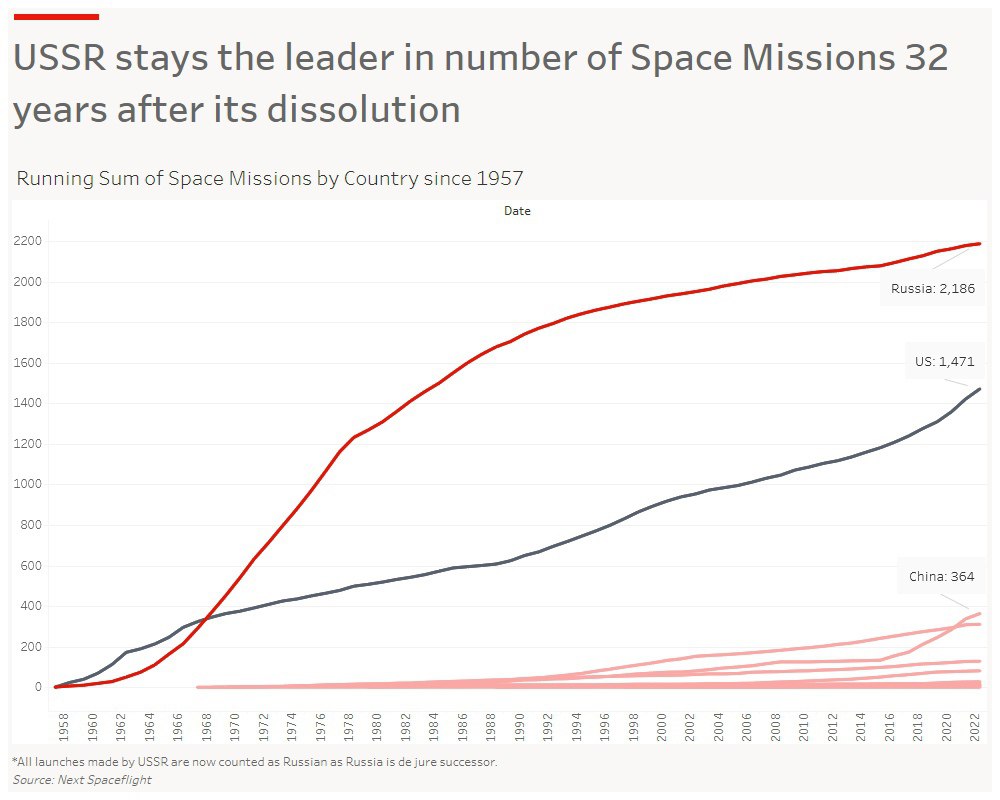 USSR stays the leader in number of Space Missions 32
years after its dissolution
Running Sum of Space Missions by Country since 1957
Date
2200
2000
1800
1600
1400
1200
1000
800
600
400
200
0
Russia: 2,186
US: 1,471
China: 364
1958 1960 1962 1964 1966 1968 1970 1972 1974 1976 1978 1980 1982 1984 1986 1988 1990 1992 1994 1996 1998 2000 2002 2004 2006 2008 2010 2012 2014 2016 2018 2020 2022
*All launches made by USSR are now counted as Russian as Russia is de jure successor.
Source: Next Spaceflight